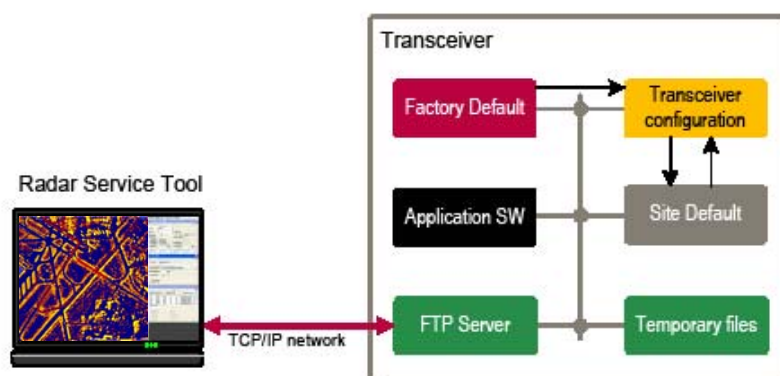 Transceiver
Factory Default
Transceiver
configuration
Radar Service Tool
Application SW
Site Default
TCP/IP network
FTP Server
Temporary files